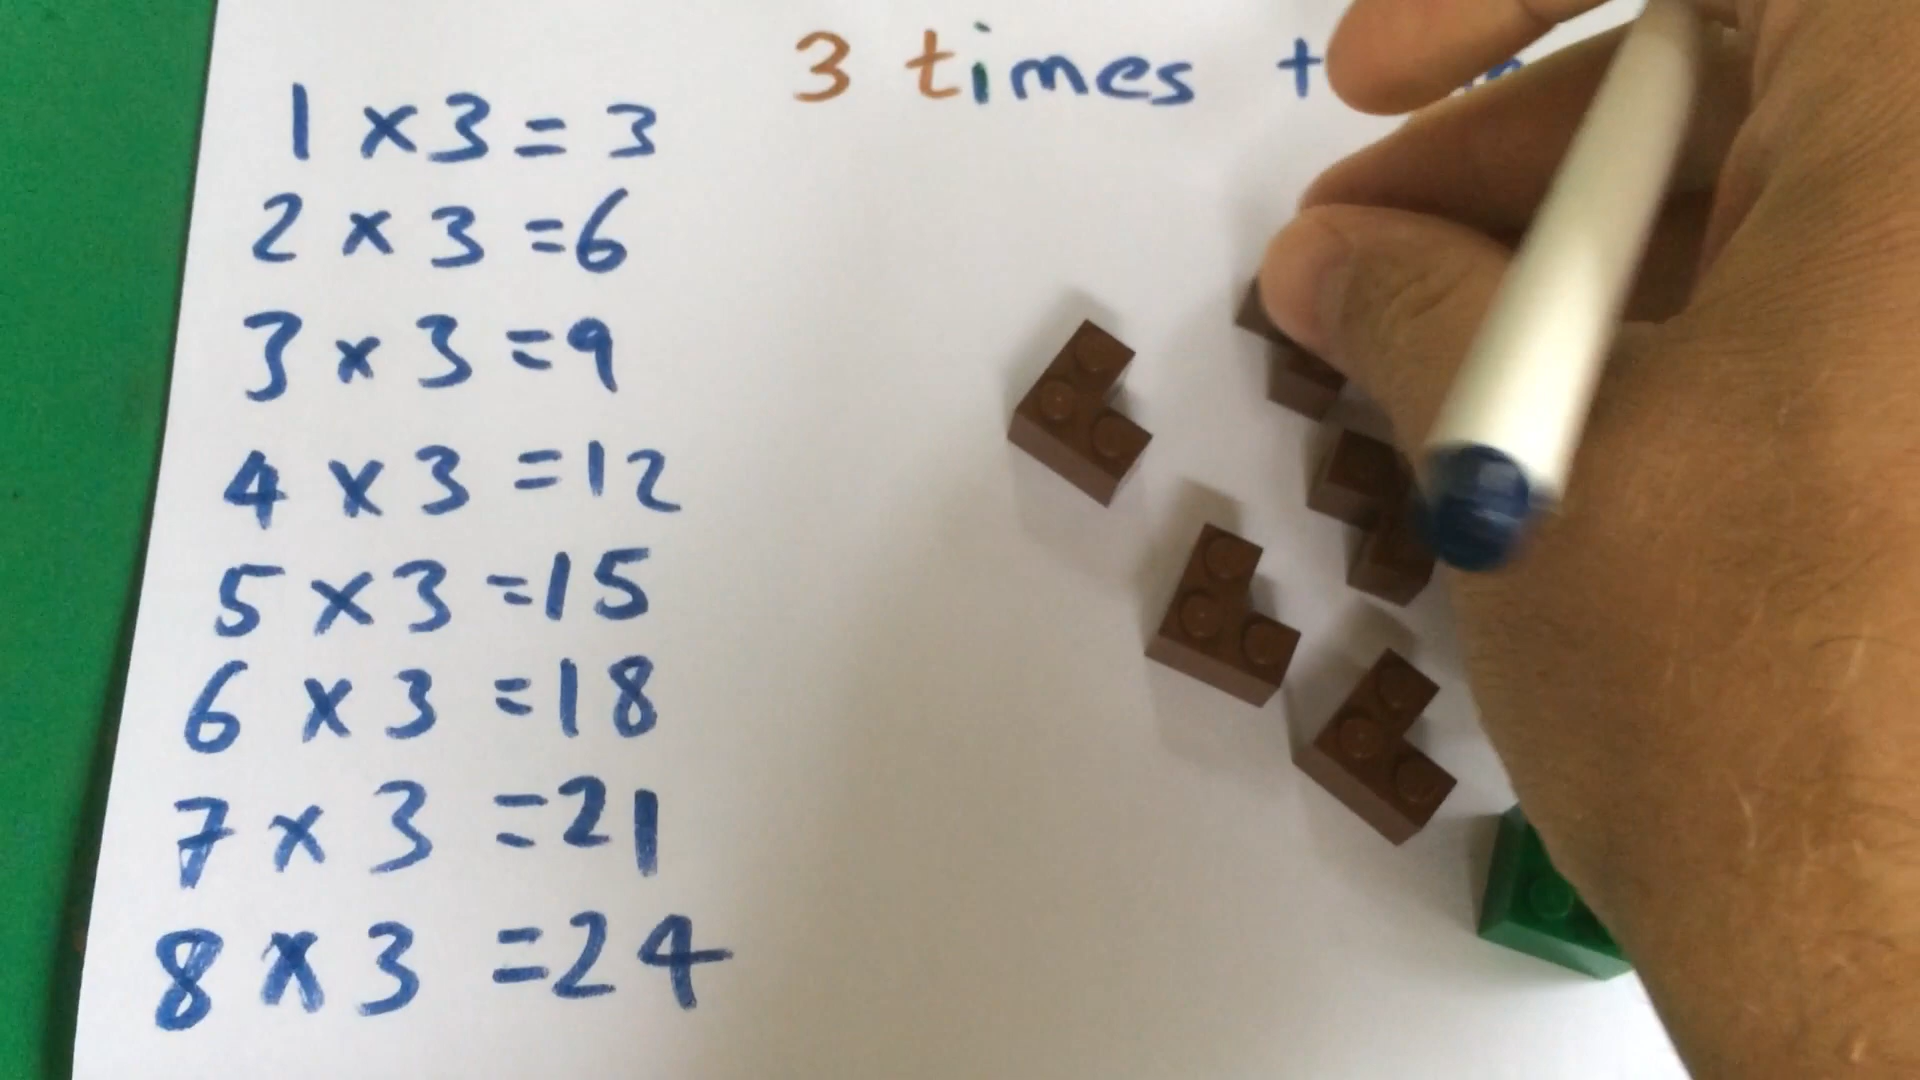 3 times
1 x 3 = 3
2 x 3 = 6
3 x 3 = 9
4 x 3 = 12
5 x 3 = 15
6 x 3 = 18
7 x 3 = 21
8 x 3 = 24